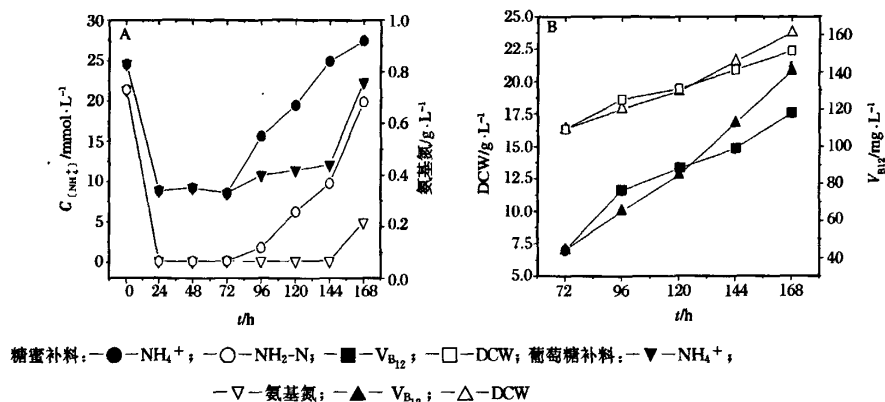 A
30
25
20
15
10
5
0
C[NH₄⁺]/mmol·L⁻¹
1.0
0.8
0.6
0.4
0.2
0.0
氨基氮/g·L⁻¹
0 24 48 72 96 120 144 168
t/h
B
25.0
22.5
20.0
17.5
15.0
12.5
10.0
7.5
5.0
DCW/g·L⁻¹
160
140
120
100
80
60
40
V_B12/mg·L⁻¹
72 96 120 144 168
t/h
糖蜜补料:—●—NH₄⁺;—○—NH₂-N;—■—V_B₁₂;—□—DCW;葡萄糖补料:—▼—NH₄⁺;
—▽—氨基氮;—▲—V_B₁₂;—△—DCW